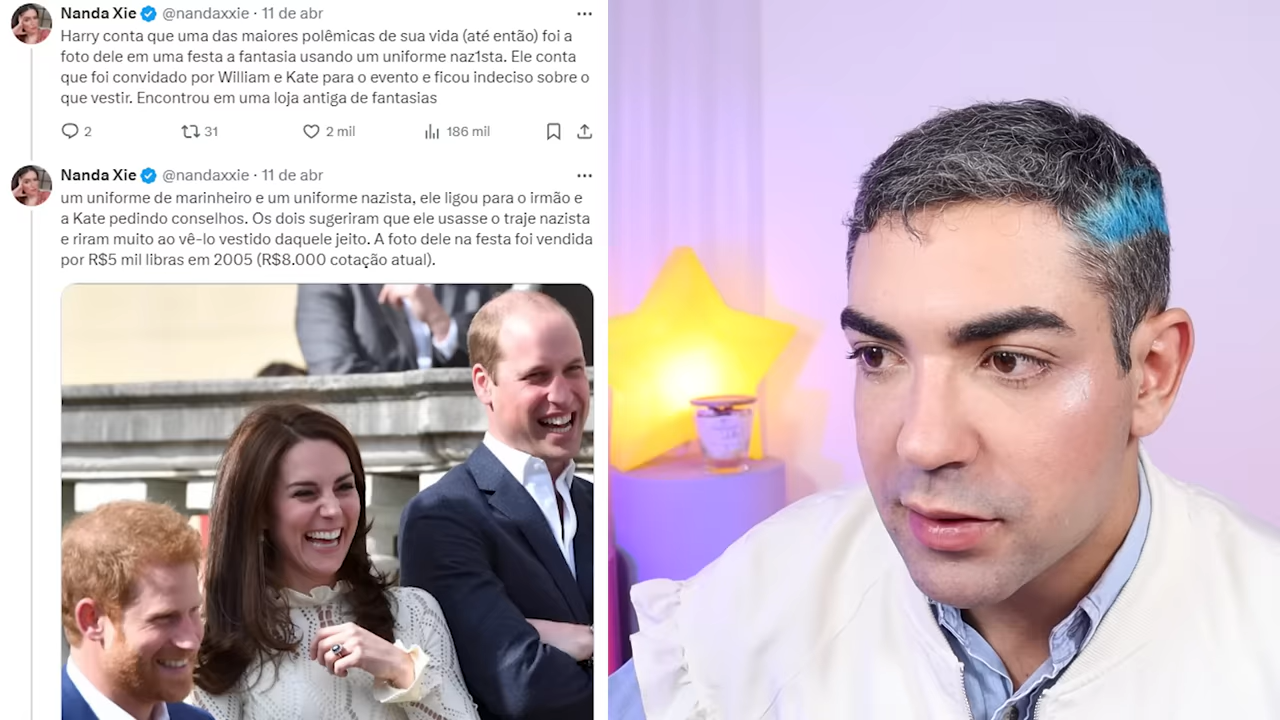 Nanda Xie @nandaxxie · 11 de abr
Harry conta que uma das maiores polêmicas de sua vida (até então) foi a
foto dele em uma festa a fantasia usando um uniforme naz1sta. Ele conta
que foi convidado por William e Kate para o evento e ficou indeciso sobre o
que vestir. Encontrou em uma loja antiga de fantasias
2 31 2 mil 186 mil
Nanda Xie @nandaxxie · 11 de abr
um uniforme de marinheiro e um uniforme nazista, ele ligou para o irmão e
a Kate pedindo conselhos. Os dois sugeriram que ele usasse o traje nazista
e riram muito ao vê-lo vestido daquele jeito. A foto dele na festa foi vendida
por R$5 mil libras em 2005 (R$8.000 cotação atual).